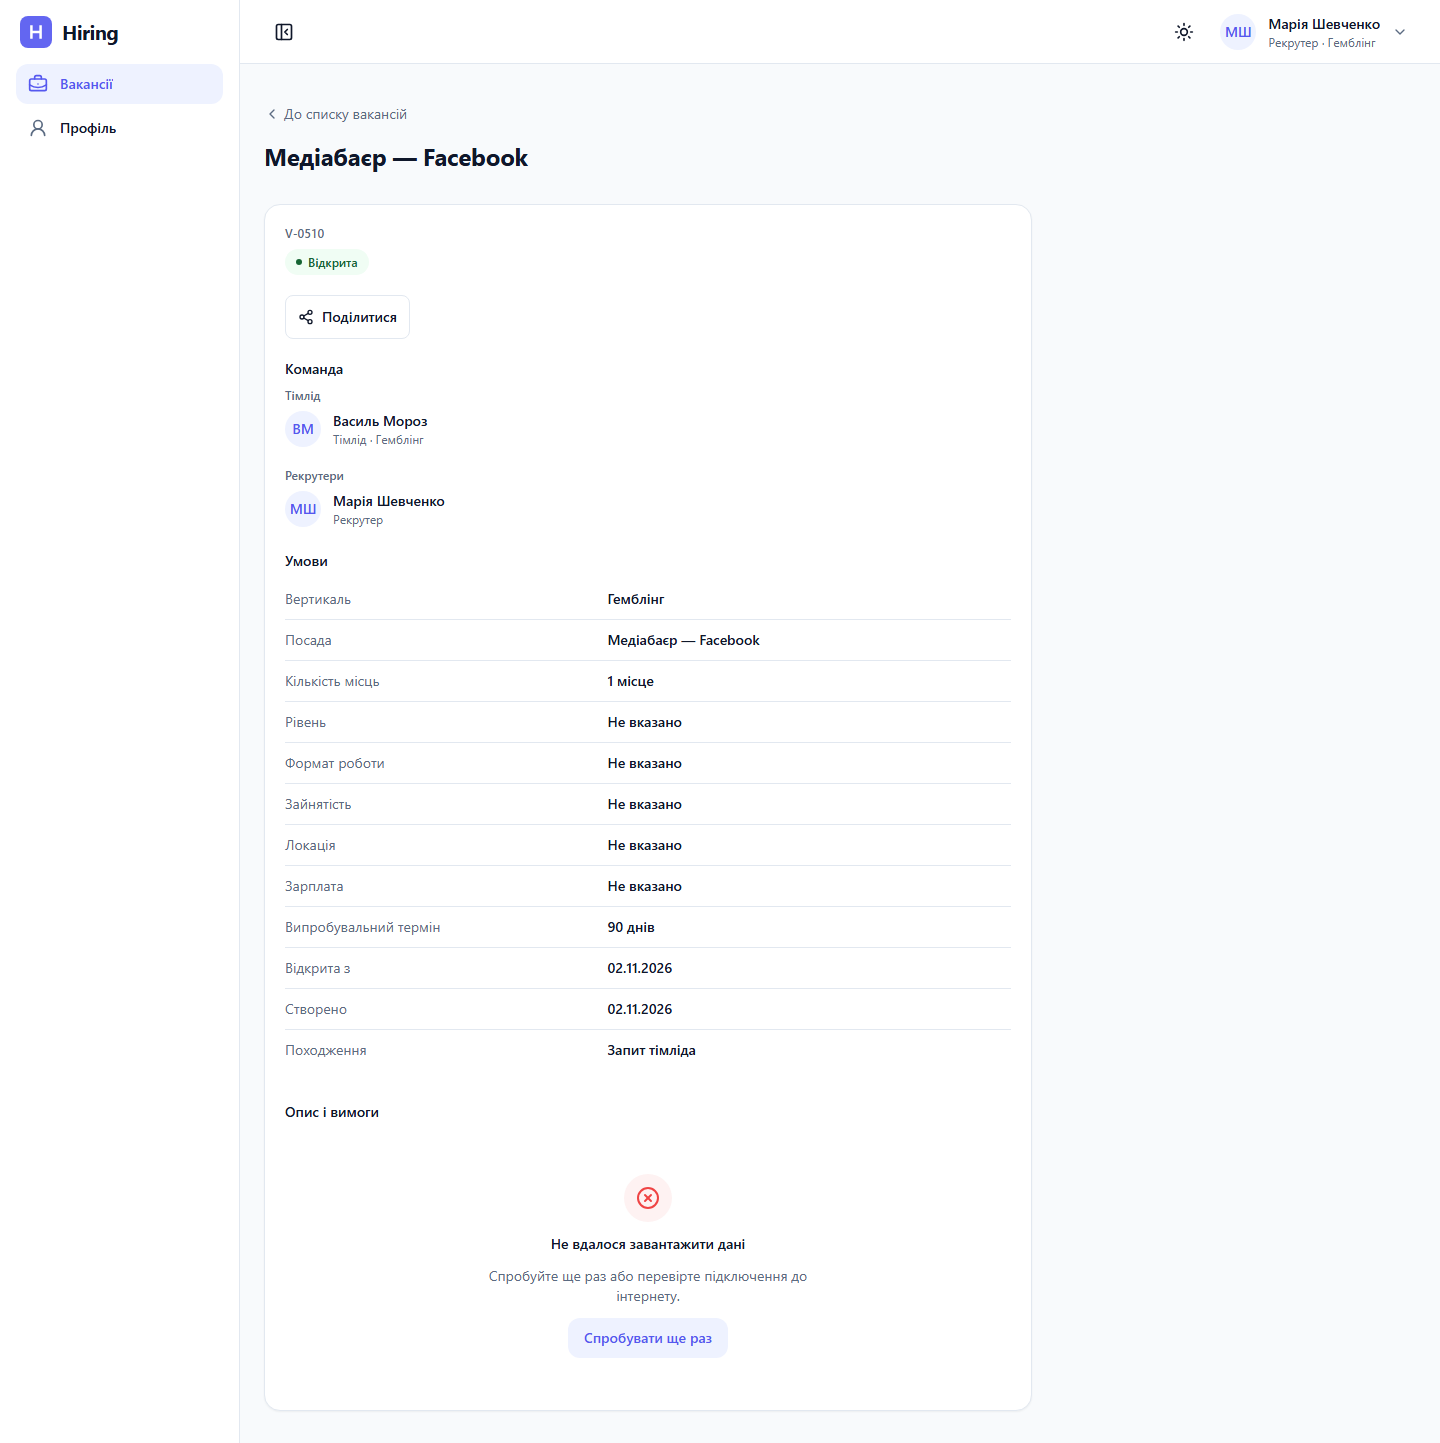 H Hiring
Вакансії
Профіль
МШ
Марія Шевченко
Рекрутер · Гемблінг
До списку вакансій
Медіабаєр — Facebook
V-0510
Відкрита
Поділитися
Команда
Тімлід
ВМ
Василь Мороз
Тімлід · Гемблінг
Рекрутери
МШ
Марія Шевченко
Рекрутер
Умови
Вертикаль Гемблінг
Посада Медіабаєр — Facebook
Кількість місць 1 місце
Рівень Не вказано
Формат роботи Не вказано
Зайнятість Не вказано
Локація Не вказано
Зарплата Не вказано
Випробувальний термін 90 днів
Відкрита з 02.11.2026
Створено 02.11.2026
Походження Запит тімліда
Опис і вимоги
Не вдалося завантажити дані
Спробуйте ще раз або перевірте підключення до
інтернету.
Спробувати ще раз